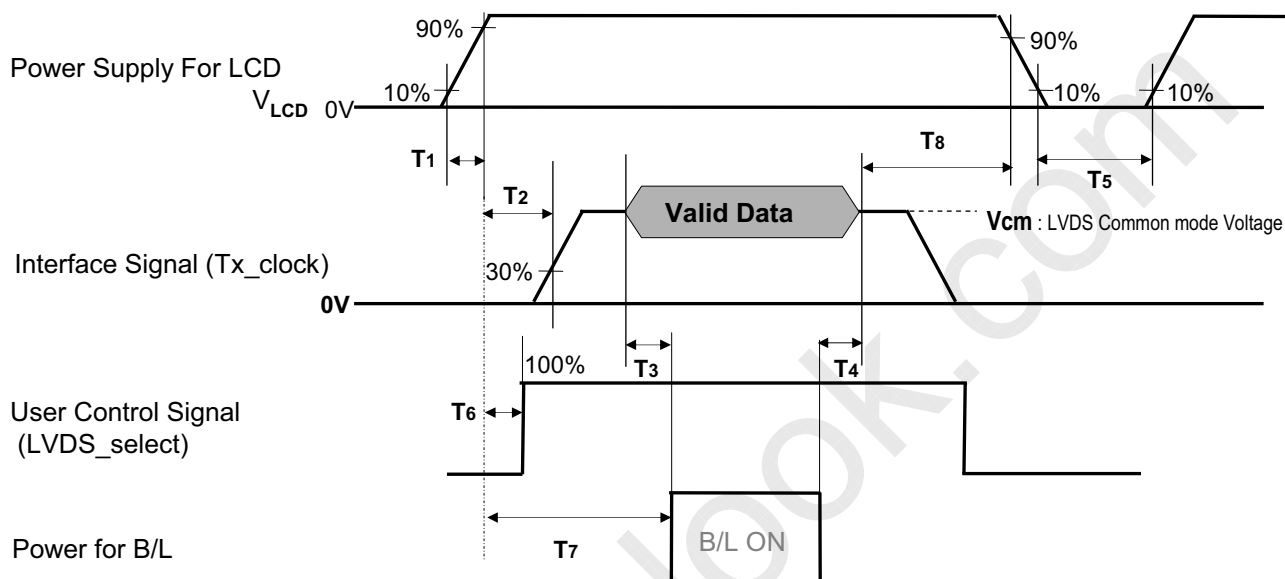 90%
90%
Power Supply For LCD
10%
10%
10%
VLCD 0V
T1
T8
T2
T5
Valid Data
Vcm : LVDS Common mode Voltage
Interface Signal (Tx_clock)
30%
0V
T3
T4
100%
User Control Signal
T6
(LVDS_select)
T7
B/L ON
Power for B/L
look.com